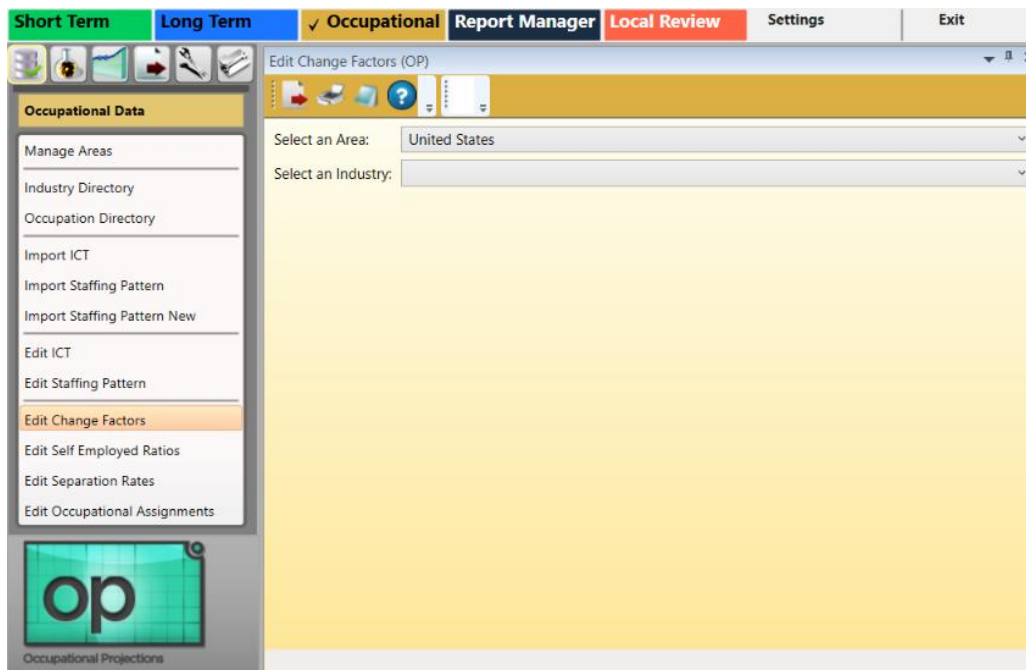 Short Term Long Term ✓ Occupational Report Manager Local Review Settings Exit
Edit Change Factors (OP)
Occupational Data
Select an Area: United States
Select an Industry:
Manage Areas
Industry Directory
Occupation Directory
Import ICT
Import Staffing Pattern
Import Staffing Pattern New
Edit ICT
Edit Staffing Pattern
Edit Change Factors
Edit Self Employed Ratios
Edit Separation Rates
Edit Occupational Assignments
op
Occupational Projections